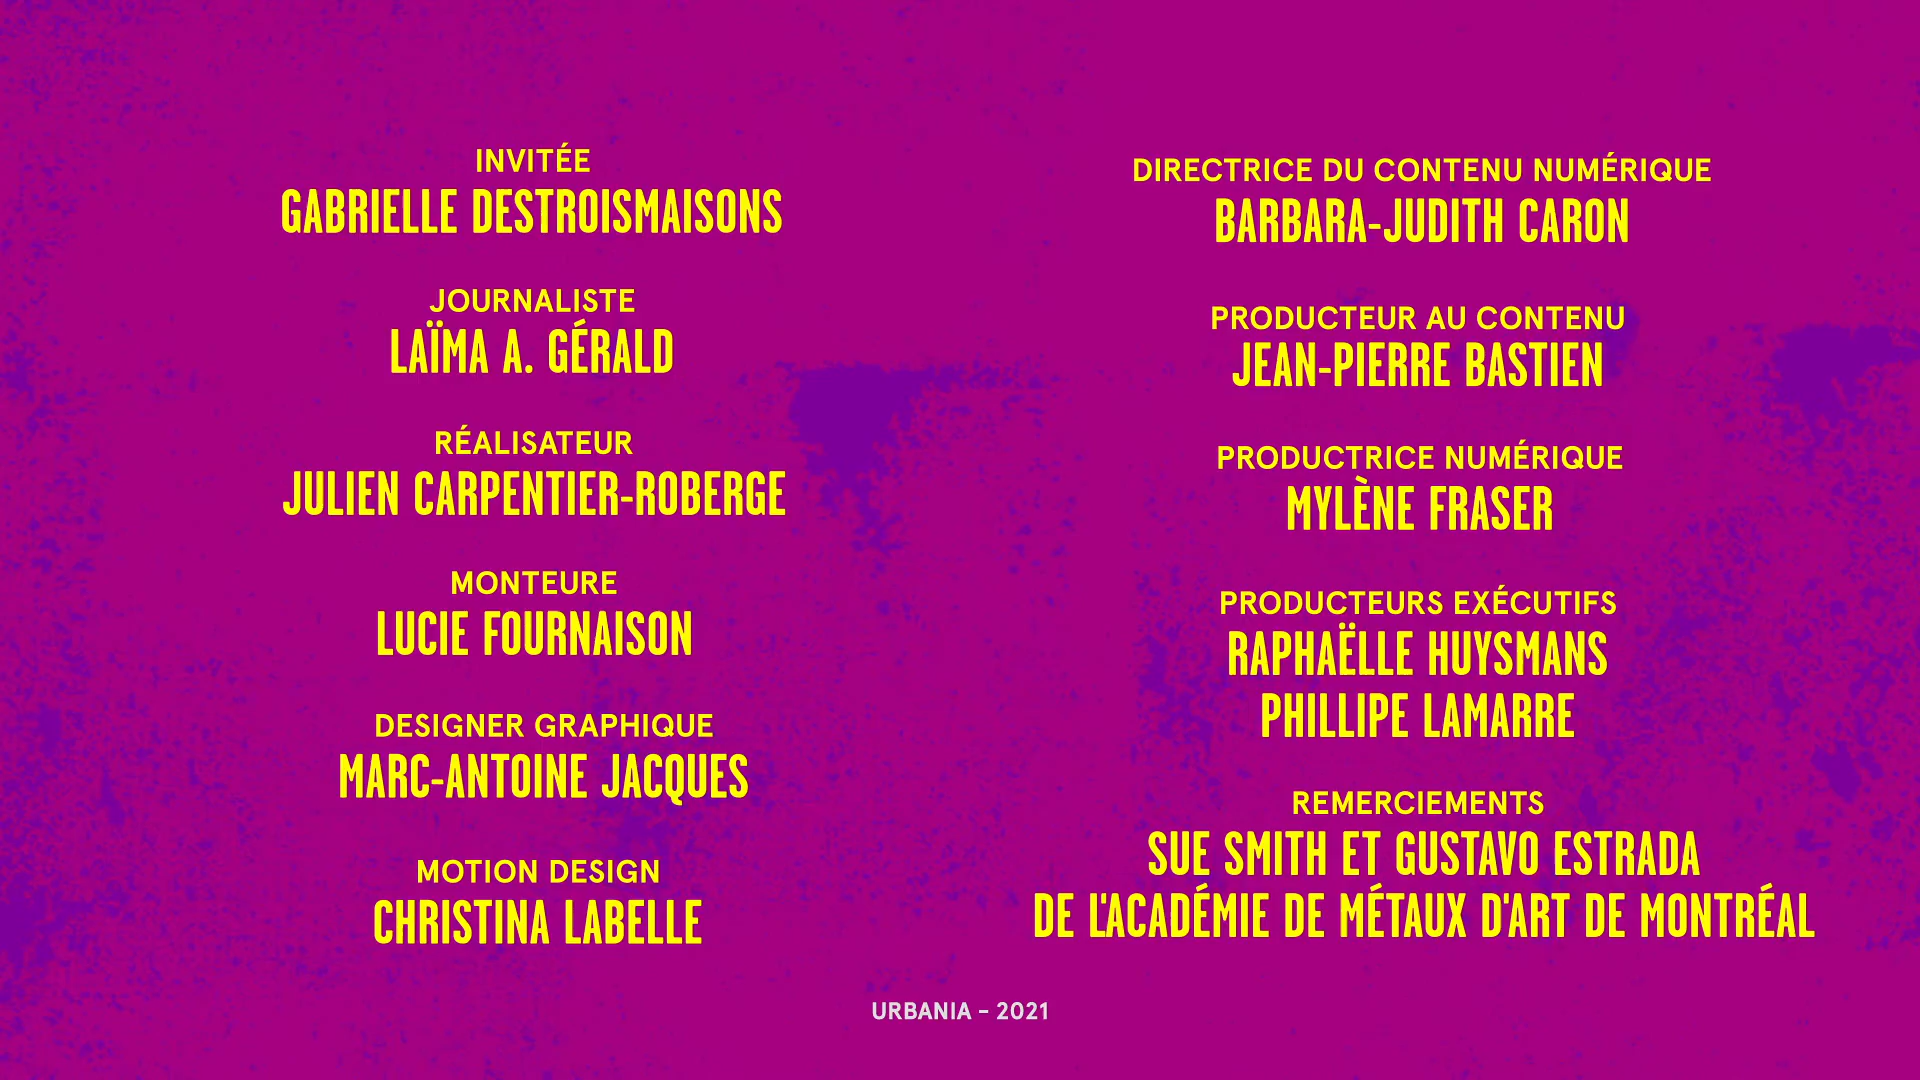 INVITÉE
GABRIELLE DESTROISMAISONS
JOURNALISTE
LAÏMA A. GÉRALD
RÉALISATEUR
JULIEN CARPENTIER-ROBERGE
MONTEURE
LUCIE FOURNAISON
DESIGNER GRAPHIQUE
MARC-ANTOINE JACQUES
MOTION DESIGN
CHRISTINA LABELLE
DIRECTRICE DU CONTENU NUMÉRIQUE
BARBARA-JUDITH CARON
PRODUCTEUR AU CONTENU
JEAN-PIERRE BASTIEN
PRODUCTRICE NUMÉRIQUE
MYLÈNE FRASER
PRODUCTEURS EXÉCUTIFS
RAPHAËLLE HUYSMANS
PHILLIPE LAMARRE
REMERCIEMENTS
SUE SMITH ET GUSTAVO ESTRADA
DE L'ACADÉMIE DE MÉTAUX D'ART DE MONTRÉAL
URBANIA - 2021